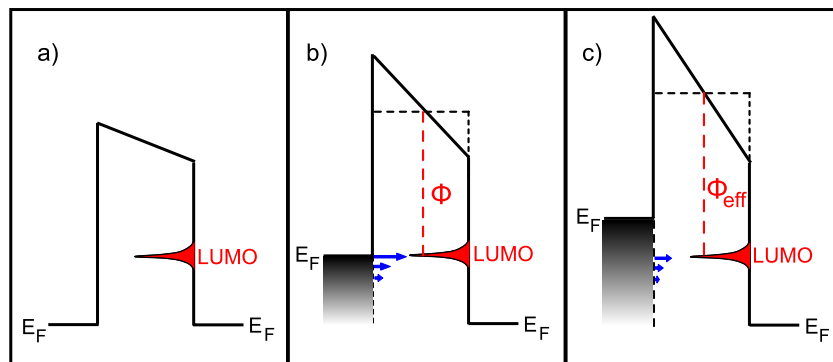 a)
LUMO
E_F
E_F
b)
Φ
E_F
LUMO
E_F
c)
Φ_eff
E_F
LUMO
E_F